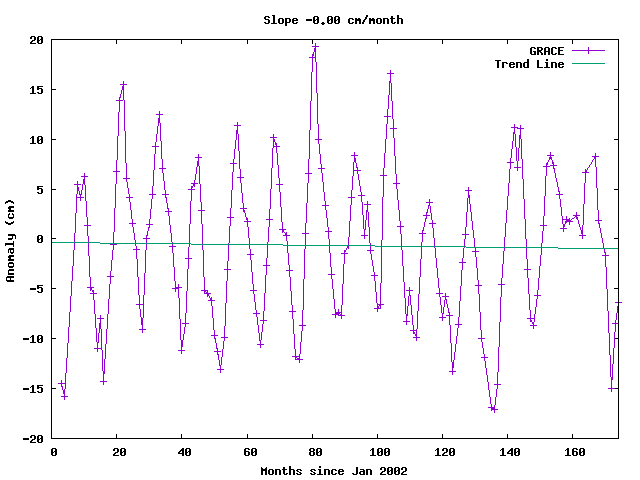 Slope -0.00 cm/month
GRACE
Trend Line
20
15
10
5
0
-5
-10
-15
-20
Anomaly (cm)
0 20 40 60 80 100 120 140 160
Months since Jan 2002